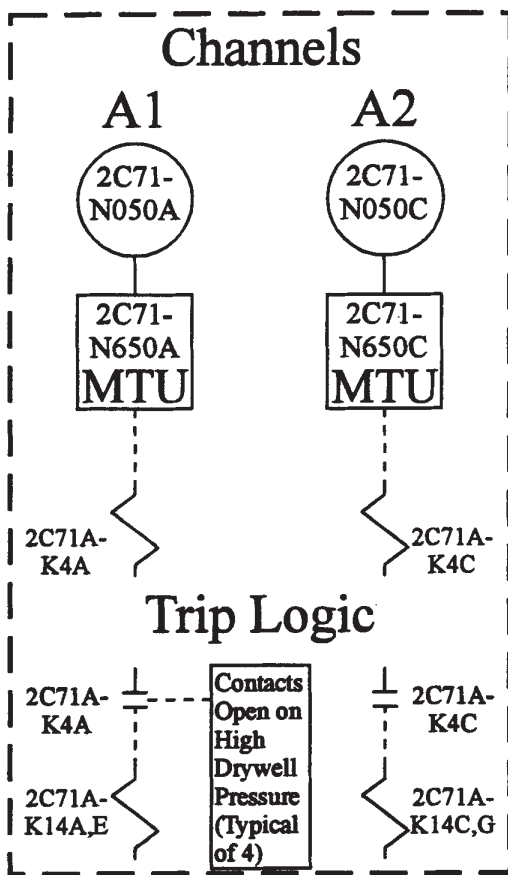 Channels
A1
A2
2C71-
N050A
2C71-
N050C
2C71-
N650A
MTU
2C71-
N650C
MTU
2C71A-
K4A
2C71A-
K4C
Trip Logic
2C71A-
K4A
Contacts
Open on
High
Drywell
Pressure
(Typical
of 4)
2C71A-
K4C
2C71A-
K14A,E
2C71A-
K14C,G